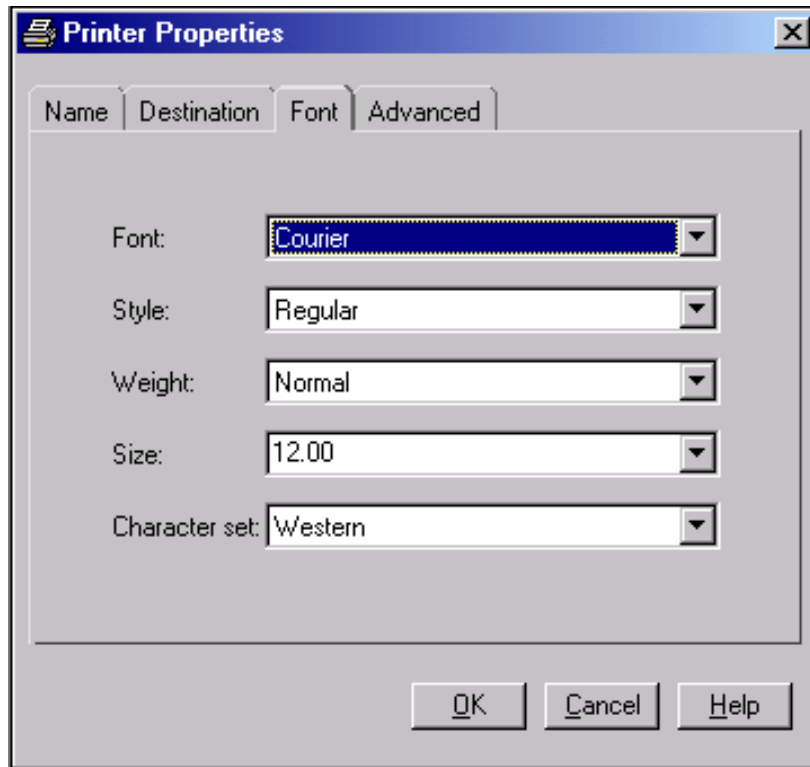 Printer Properties
Name Destination Font Advanced
Font: Courier
Style: Regular
Weight: Normal
Size: 12.00
Character set: Western
OK Cancel Help